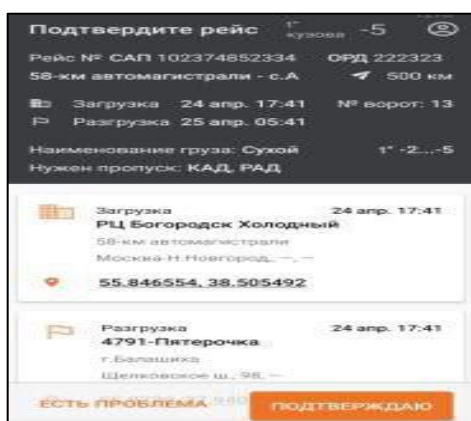 Подтвердите рейс t° кузова -5
Рейс № САП 102374852334 ОРД 222323
58-км автомагистрали - с.А 500 км
Загрузка 24 апр. 17:41 № ворот: 13
Разгрузка 25 апр. 05:41
Наименование груза: Сухой t° -2...-5
Нужен пропуск: КАД, РАД
Загрузка 24 апр. 17:41
РЦ Богородск Холодный
58-км автомагистрали
Москва-Н.Новгород, —, —
55.846554, 38.505492
Разгрузка 24 апр. 17:41
4791-Пятерочка
г.Балашиха
Щелковское ш., 98, —
ЕСТЬ ПРОБЛЕМА ПОДТВЕРЖДАЮ